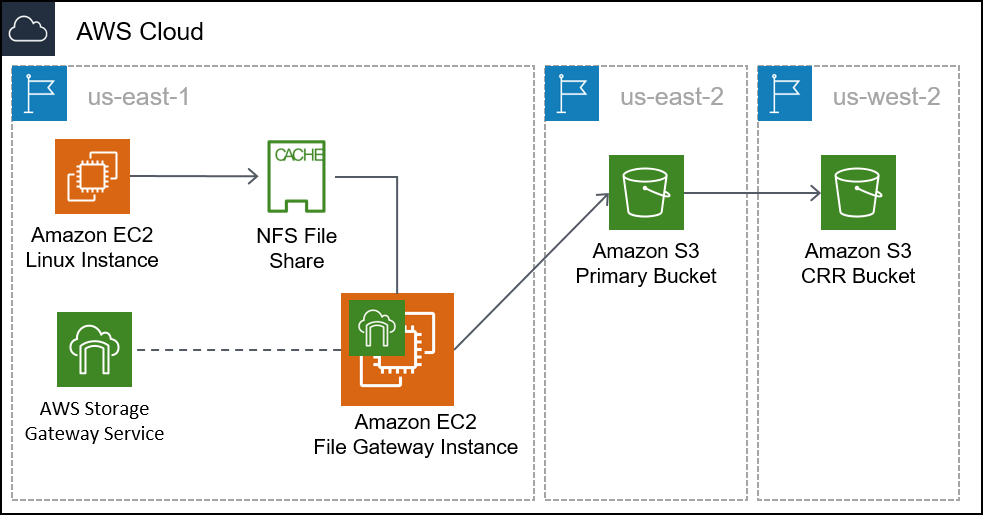 AWS Cloud
us-east-1
us-east-2
us-west-2
CACHE
Amazon EC2
Linux Instance
NFS File
Share
Amazon S3
Primary Bucket
Amazon S3
CRR Bucket
AWS Storage
Gateway Service
Amazon EC2
File Gateway Instance